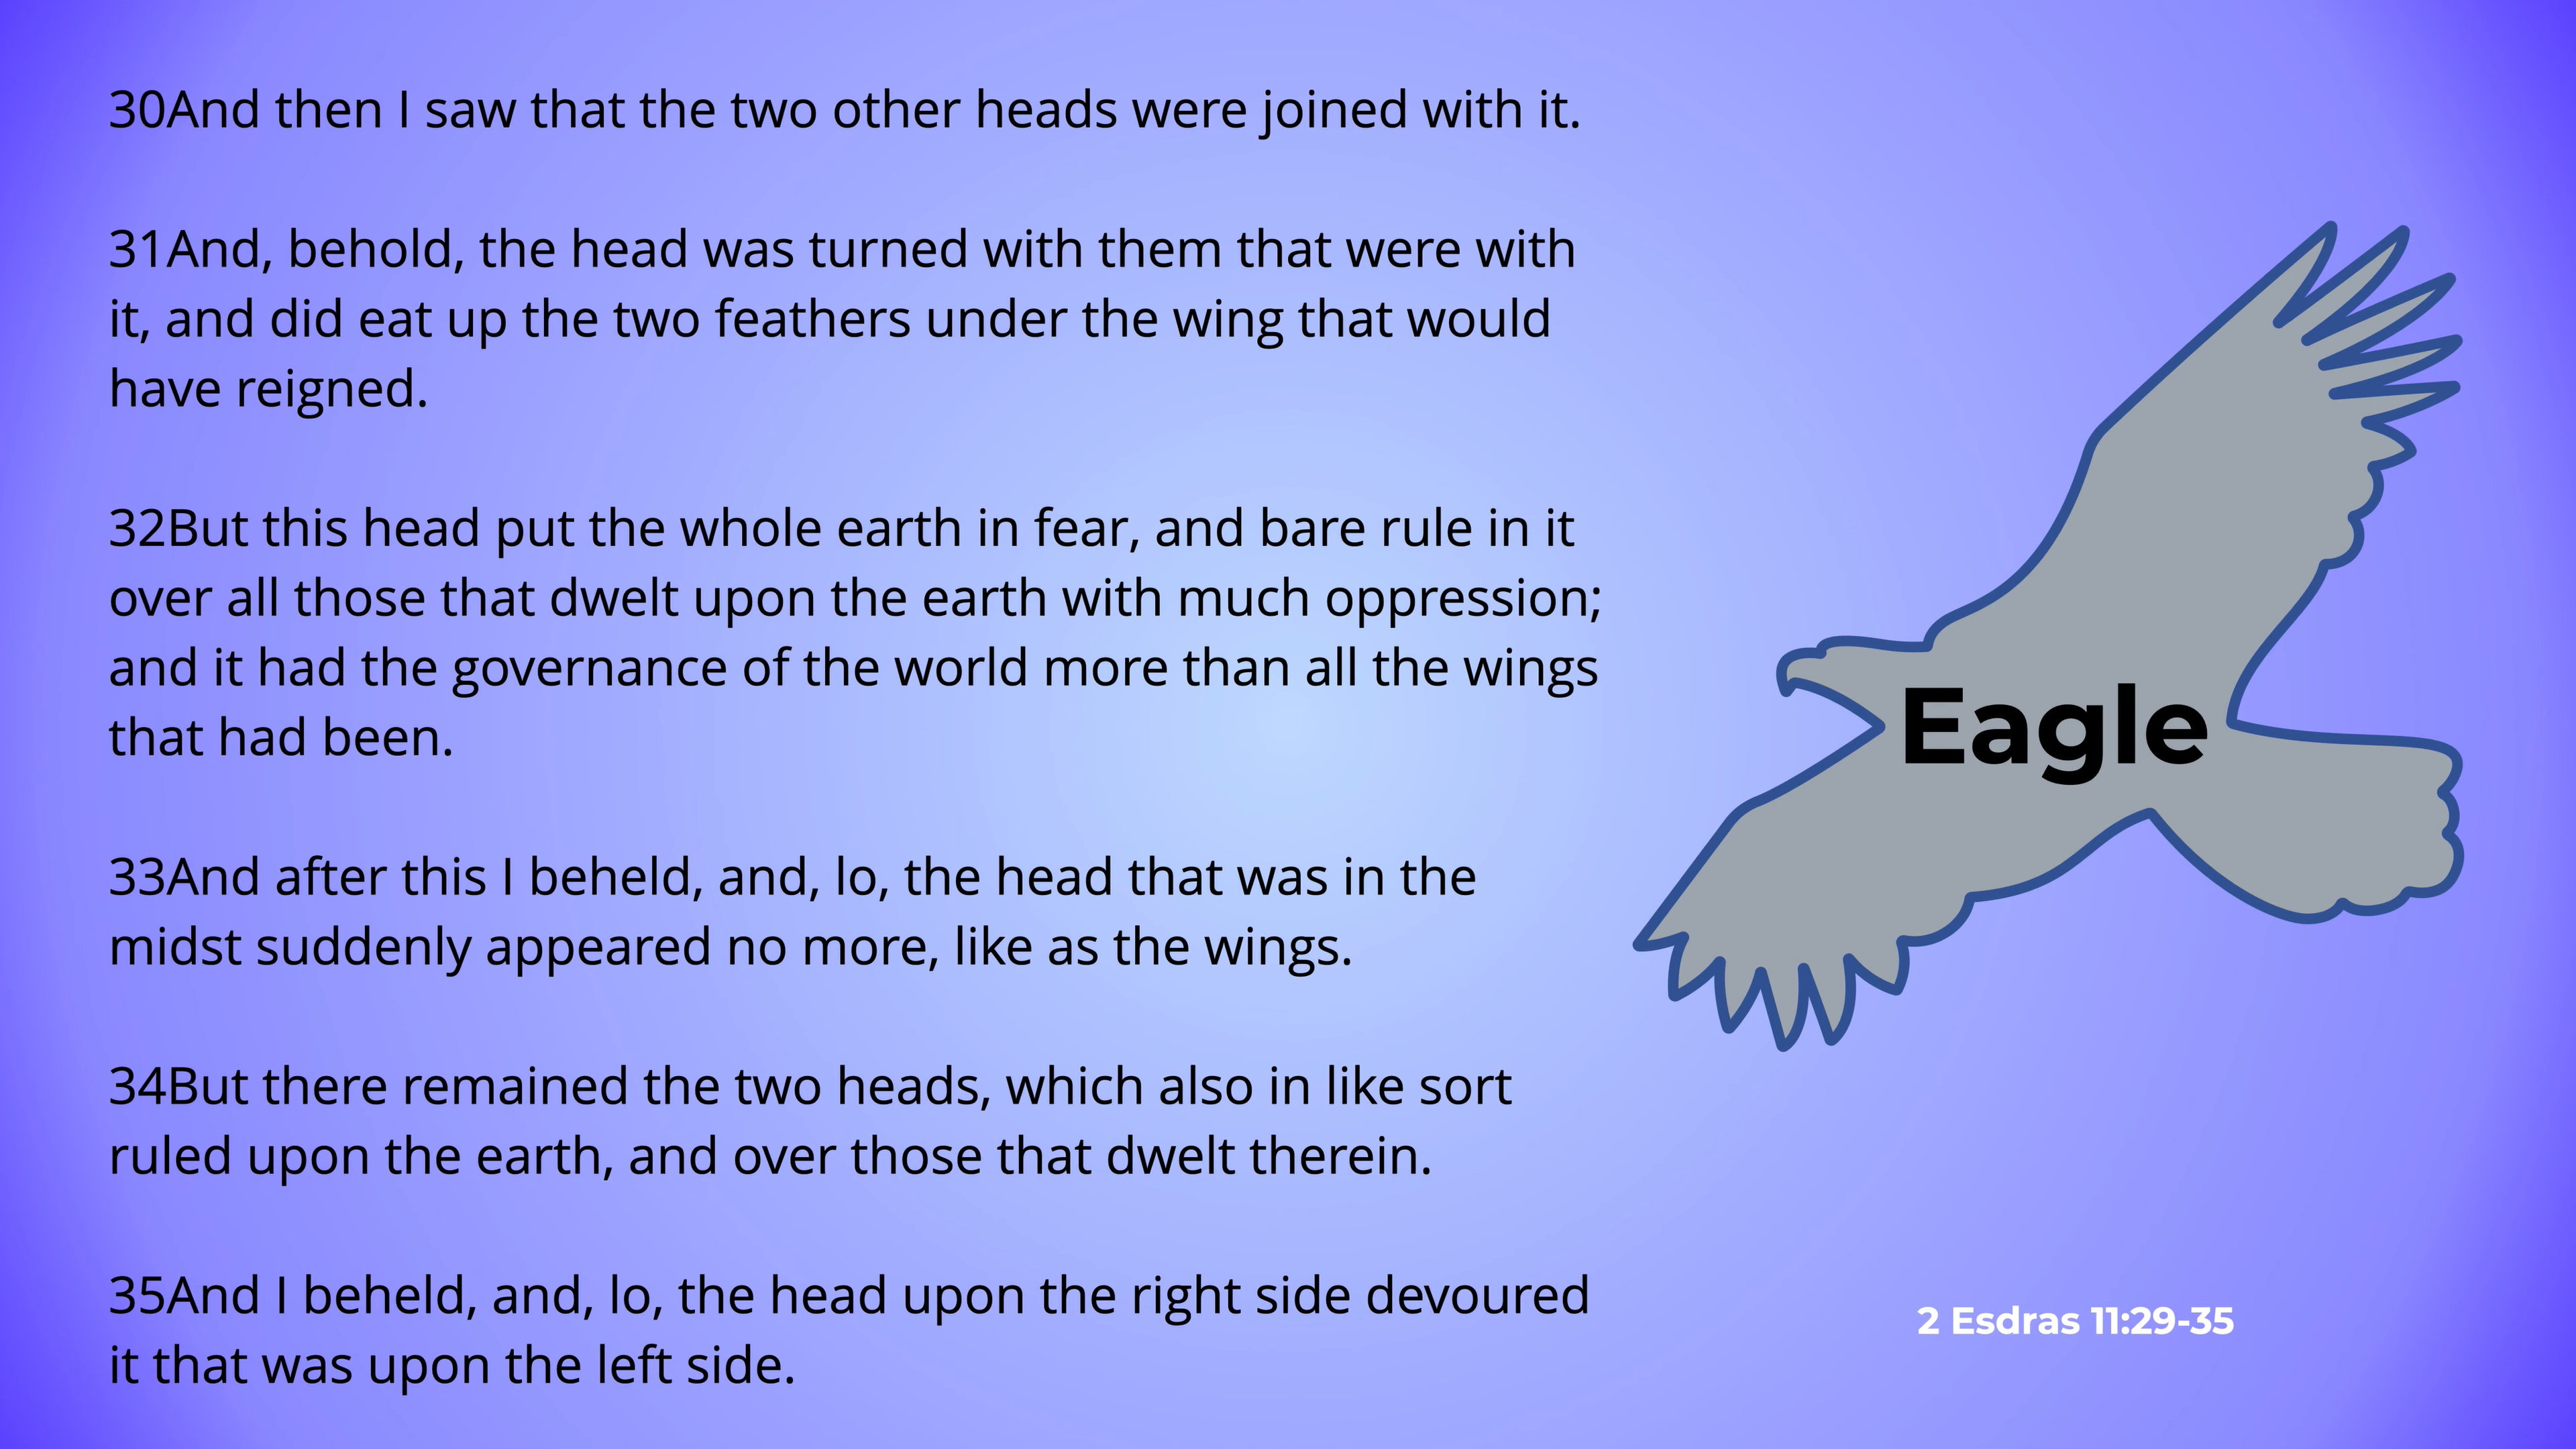 30And then I saw that the two other heads were joined with it.
31And, behold, the head was turned with them that were with
it, and did eat up the two feathers under the wing that would
have reigned.
32But this head put the whole earth in fear, and bare rule in it
over all those that dwelt upon the earth with much oppression;
and it had the governance of the world more than all the wings
that had been.
33And after this I beheld, and, lo, the head that was in the
midst suddenly appeared no more, like as the wings.
34But there remained the two heads, which also in like sort
ruled upon the earth, and over those that dwelt therein.
35And I beheld, and, lo, the head upon the right side devoured
it that was upon the left side.
Eagle
2 Esdras 11:29-35